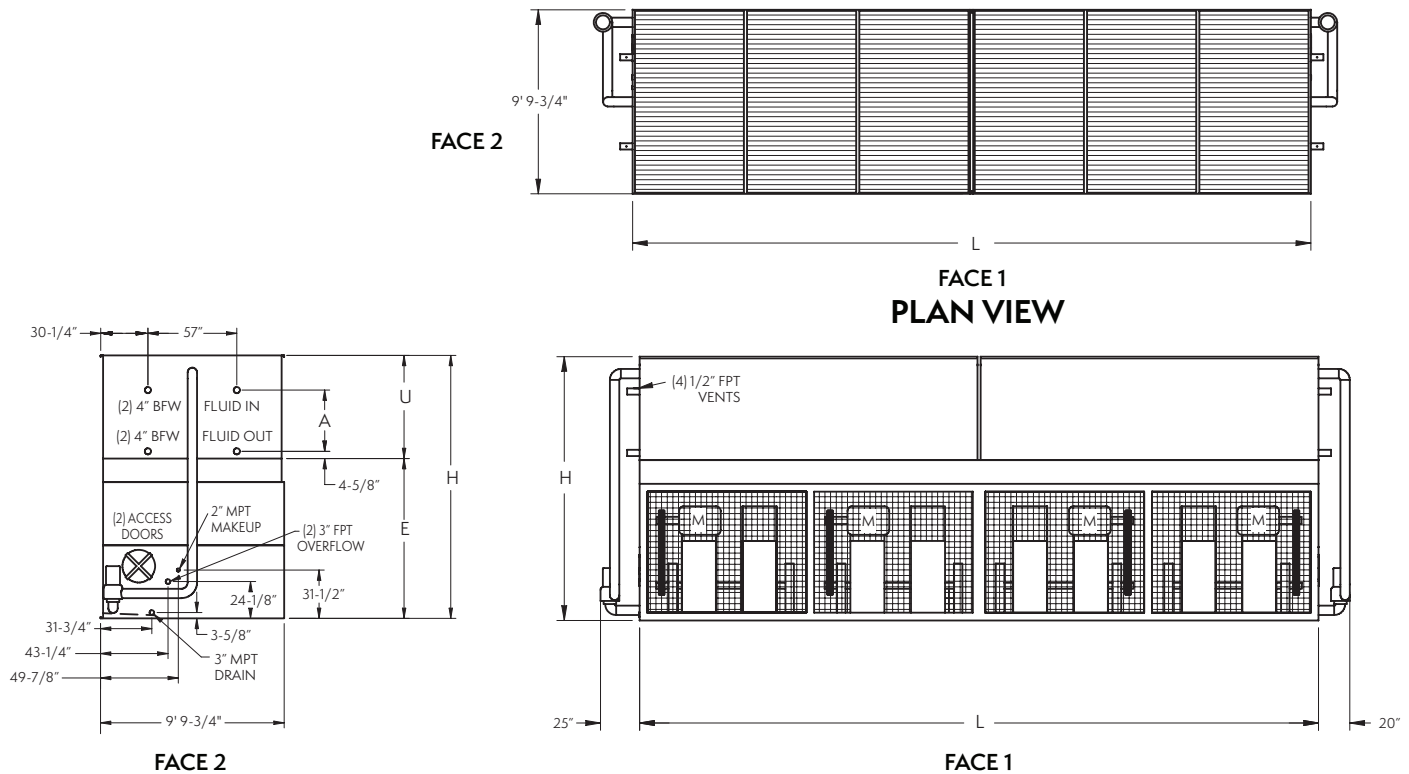 9' 9-3/4"
FACE 2
L
FACE 1
PLAN VIEW
30-1/4"
57"
(2) 4" BFW FLUID IN
(2) 4" BFW FLUID OUT
A
U
H
4-5/8"
E
(2) ACCESS
DOORS
2" MPT
MAKEUP
(2) 3" FPT
OVERFLOW
24-1/8"
31-1/2"
31-3/4"
3-5/8"
43-1/4"
3" MPT
DRAIN
49-7/8"
9' 9-3/4"
FACE 2
(4) 1/2" FPT
VENTS
H
M
M
M
M
25"
L
20"
FACE 1